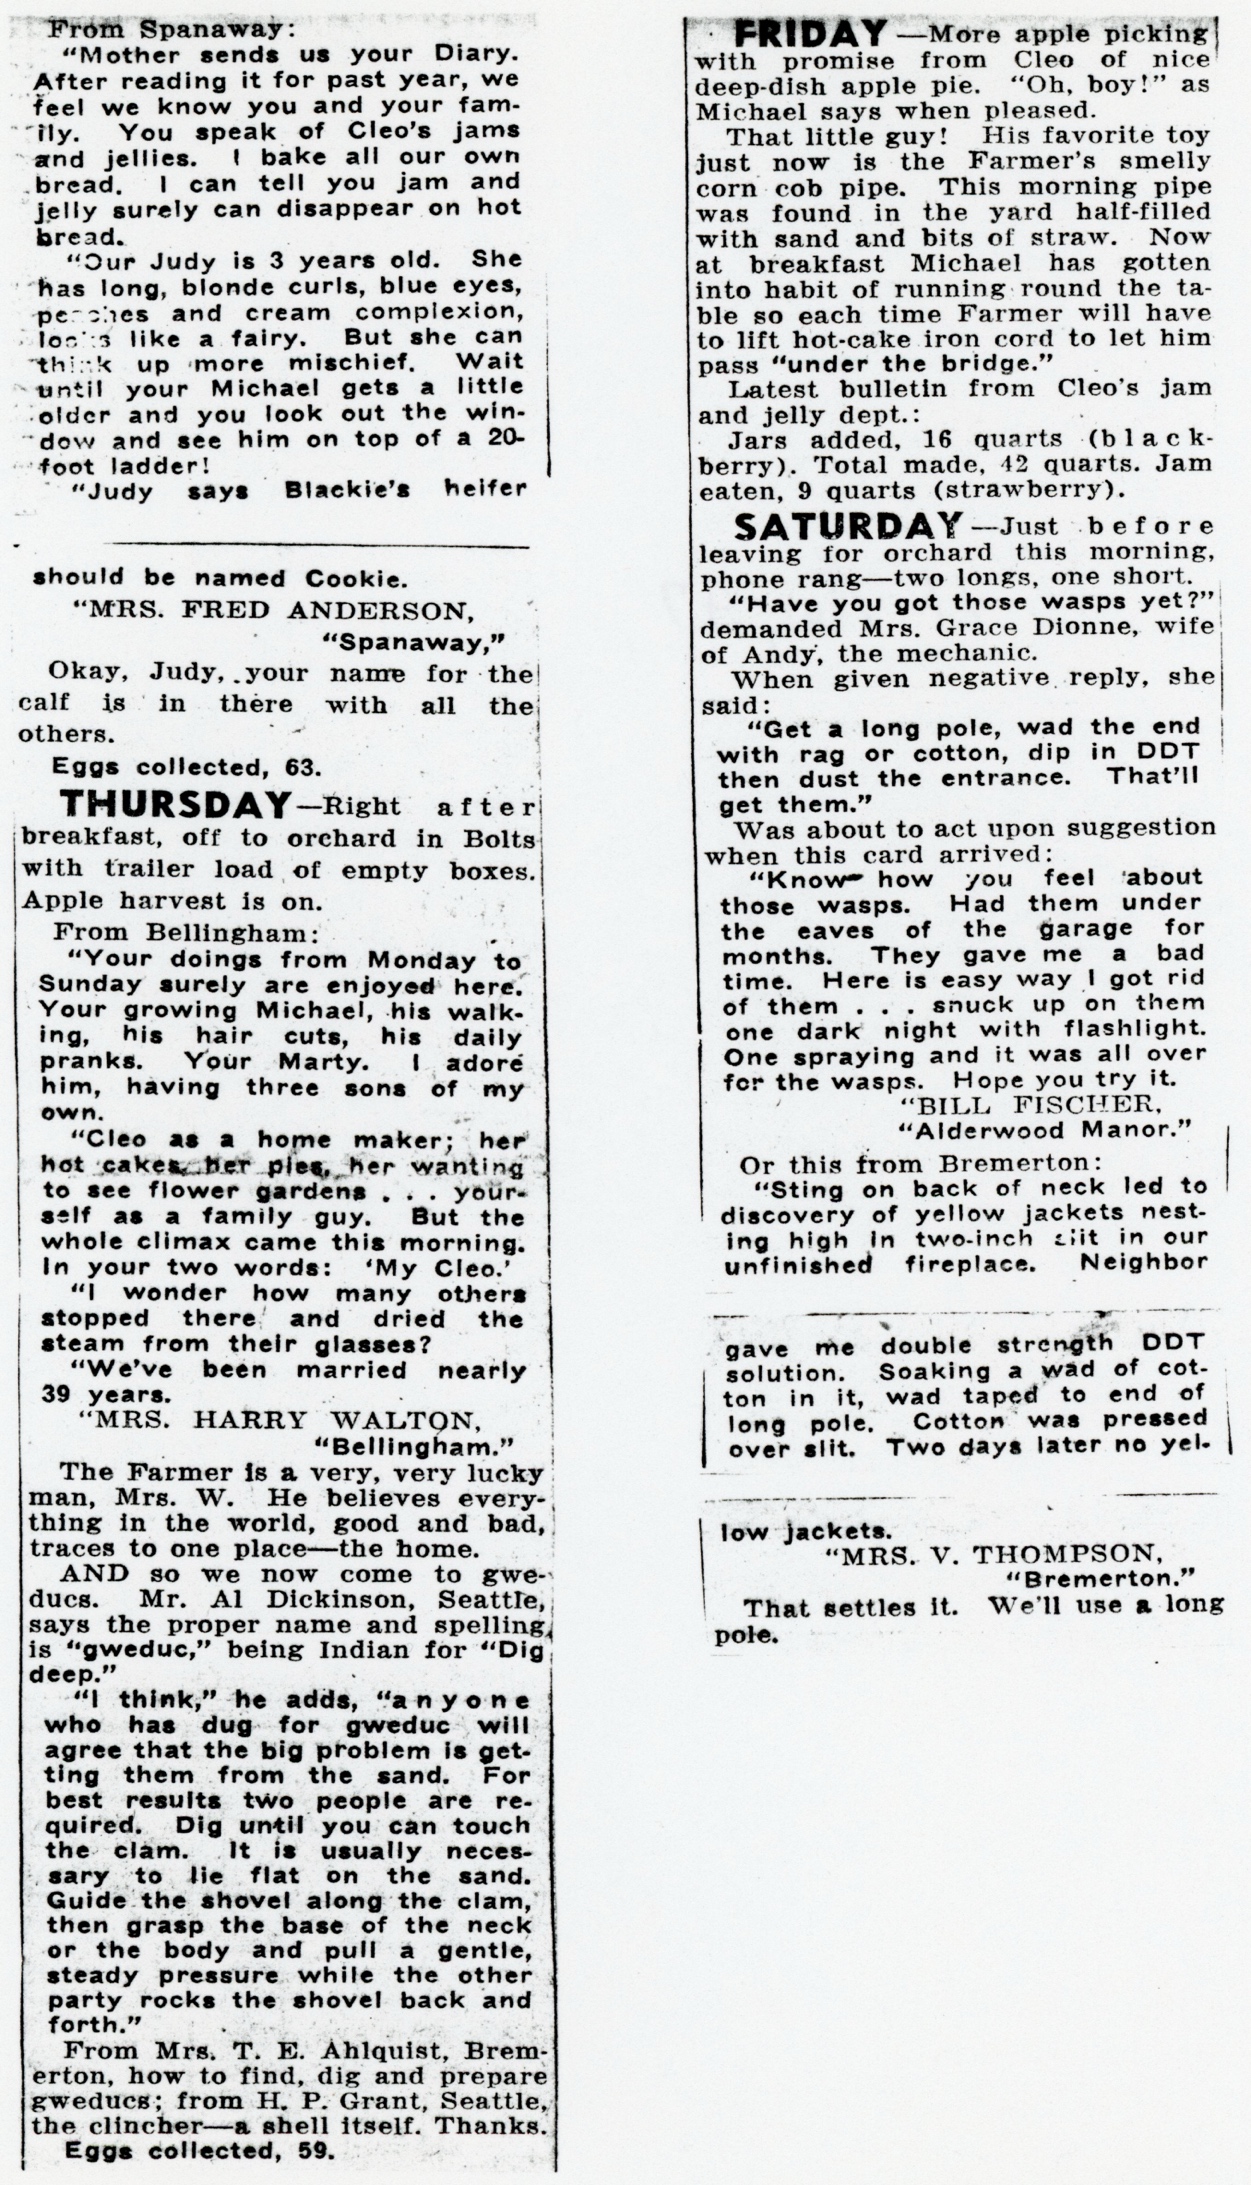 From Spanaway:
"Mother sends us your Diary.
After reading it for past year, we
feel we know you and your fam-
ily. You speak of Cleo's jams
and jellies. I bake all our own
bread. I can tell you jam and
jelly surely can disappear on hot
bread.
"Our Judy is 3 years old. She
has long, blonde curls, blue eyes,
peaches and cream complexion,
looks like a fairy. But she can
think up more mischief. Wait
until your Michael gets a little
older and you look out the win-
dow and see him on top of a 20-
foot ladder!
"Judy says Blackie's heifer
should be named Cookie.
"MRS. FRED ANDERSON,
"Spanaway,"
Okay, Judy, your name for the
calf is in there with all the
others.
Eggs collected, 63.
THURSDAY—Right after
breakfast, off to orchard in Bolts
with trailer load of empty boxes.
Apple harvest is on.
From Bellingham:
"Your doings from Monday to
Sunday surely are enjoyed here.
Your growing Michael, his walk-
ing, his hair cuts, his daily
pranks. Your Marty. I adore
him, having three sons of my
own.
"Cleo as a home maker; her
hot cakes, her pies, her wanting
to see flower gardens . . . your-
self as a family guy. But the
whole climax came this morning.
In your two words: 'My Cleo.'
"I wonder how many others
stopped there and dried the
steam from their glasses?
"We've been married nearly
39 years.
"MRS. HARRY WALTON,
"Bellingham."
The Farmer is a very, very lucky
man, Mrs. W. He believes every-
thing in the world, good and bad,
traces to one place—the home.
AND so we now come to gwe-
ducs. Mr. Al Dickinson, Seattle,
says the proper name and spelling
is "gweduc," being Indian for "Dig
deep."
"I think," he adds, "anyone
who has dug for gweduc will
agree that the big problem is get-
ting them from the sand. For
best results two people are re-
quired. Dig until you can touch
the clam. It is usually neces-
sary to lie flat on the sand.
Guide the shovel along the clam,
then grasp the base of the neck
or the body and pull a gentle,
steady pressure while the other
party rocks the shovel back and
forth."
From Mrs. T. E. Ahlquist, Brem-
erton, how to find, dig and prepare
gweducs; from H. P. Grant, Seattle,
the clincher—a shell itself. Thanks.
Eggs collected, 59.
FRIDAY—More apple picking
with promise from Cleo of nice
deep-dish apple pie. "Oh, boy!" as
Michael says when pleased.
That little guy! His favorite toy
just now is the Farmer's smelly
corn cob pipe. This morning pipe
was found in the yard half-filled
with sand and bits of straw. Now
at breakfast Michael has gotten
into habit of running round the ta-
ble so each time Farmer will have
to lift hot-cake iron cord to let him
pass "under the bridge."
Latest bulletin from Cleo's jam
and jelly dept.:
Jars added, 16 quarts (black-
berry). Total made, 42 quarts. Jam
eaten, 9 quarts (strawberry).
SATURDAY—Just before
leaving for orchard this morning,
phone rang—two longs, one short.
"Have you got those wasps yet?"
demanded Mrs. Grace Dionne, wife
of Andy, the mechanic.
When given negative reply, she
said:
"Get a long pole, wad the end
with rag or cotton, dip in DDT
then dust the entrance. That'll
get them."
Was about to act upon suggestion
when this card arrived:
"Know how you feel about
those wasps. Had them under
the eaves of the garage for
months. They gave me a bad
time. Here is easy way I got rid
of them . . . snuck up on them
one dark night with flashlight.
One spraying and it was all over
for the wasps. Hope you try it.
"BILL FISCHER,
"Alderwood Manor."
Or this from Bremerton:
"Sting on back of neck led to
discovery of yellow jackets nest-
ing high in two-inch slit in our
unfinished fireplace. Neighbor
gave me double strength DDT
solution. Soaking a wad of cot-
ton in it, wad taped to end of
long pole. Cotton was pressed
over slit. Two days later no yel-
low jackets.
"MRS. V. THOMPSON,
"Bremerton."
That settles it. We'll use a long
pole.